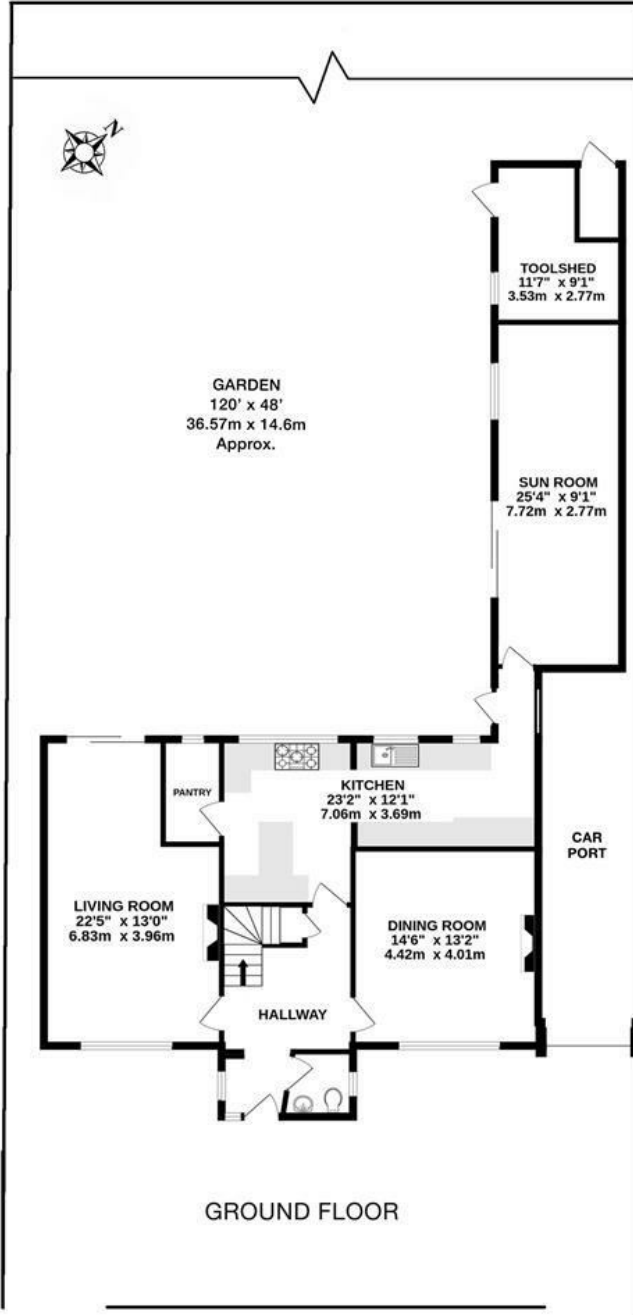 N
TOOLSHED
11'7" x 9'1"
3.53m x 2.77m
GARDEN
120' x 48'
36.57m x 14.6m
Approx.
SUN ROOM
25'4" x 9'1"
7.72m x 2.77m
PANTRY
KITCHEN
23'2" x 12'1"
7.06m x 3.69m
CAR
PORT
LIVING ROOM
22'5" x 13'0"
6.83m x 3.96m
DINING ROOM
14'6" x 13'2"
4.42m x 4.01m
HALLWAY
GROUND FLOOR